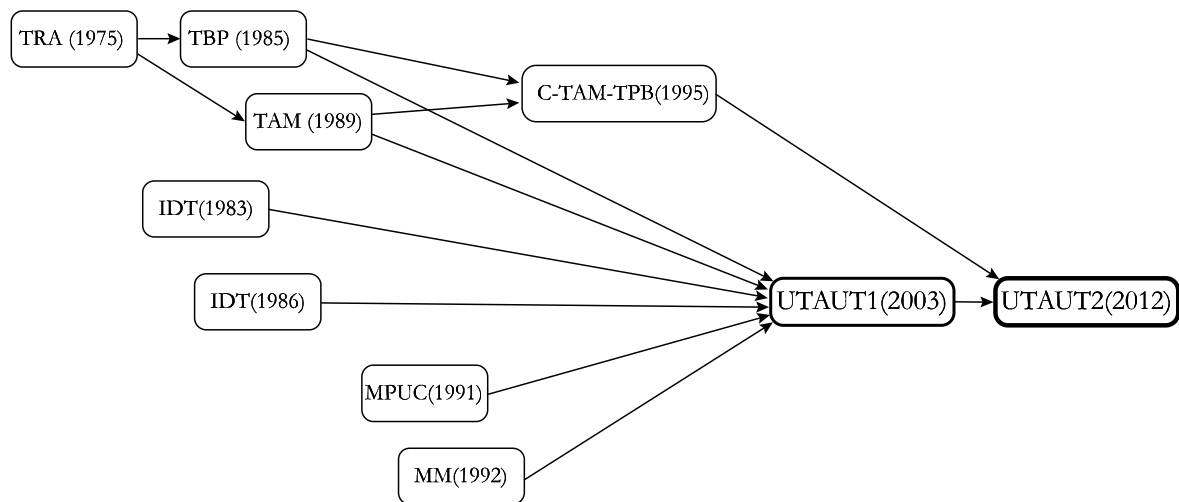 TRA (1975)
TBP (1985)
C-TAM-TPB(1995)
TAM (1989)
IDT(1983)
IDT(1986)
UTAUT1(2003)
UTAUT2(2012)
MPUC(1991)
MM(1992)